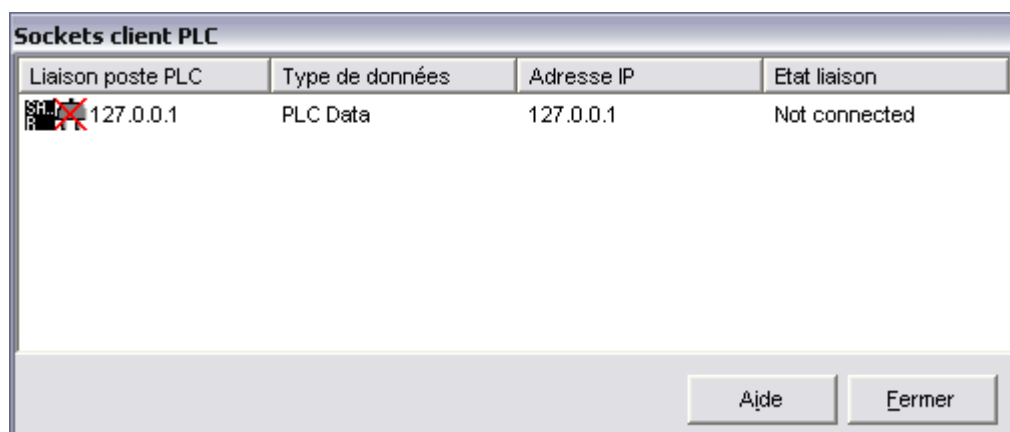 Sockets client PLC
Liaison poste PLC Type de données Adresse IP Etat liaison
127.0.0.1 PLC Data 127.0.0.1 Not connected
Aide Fermer